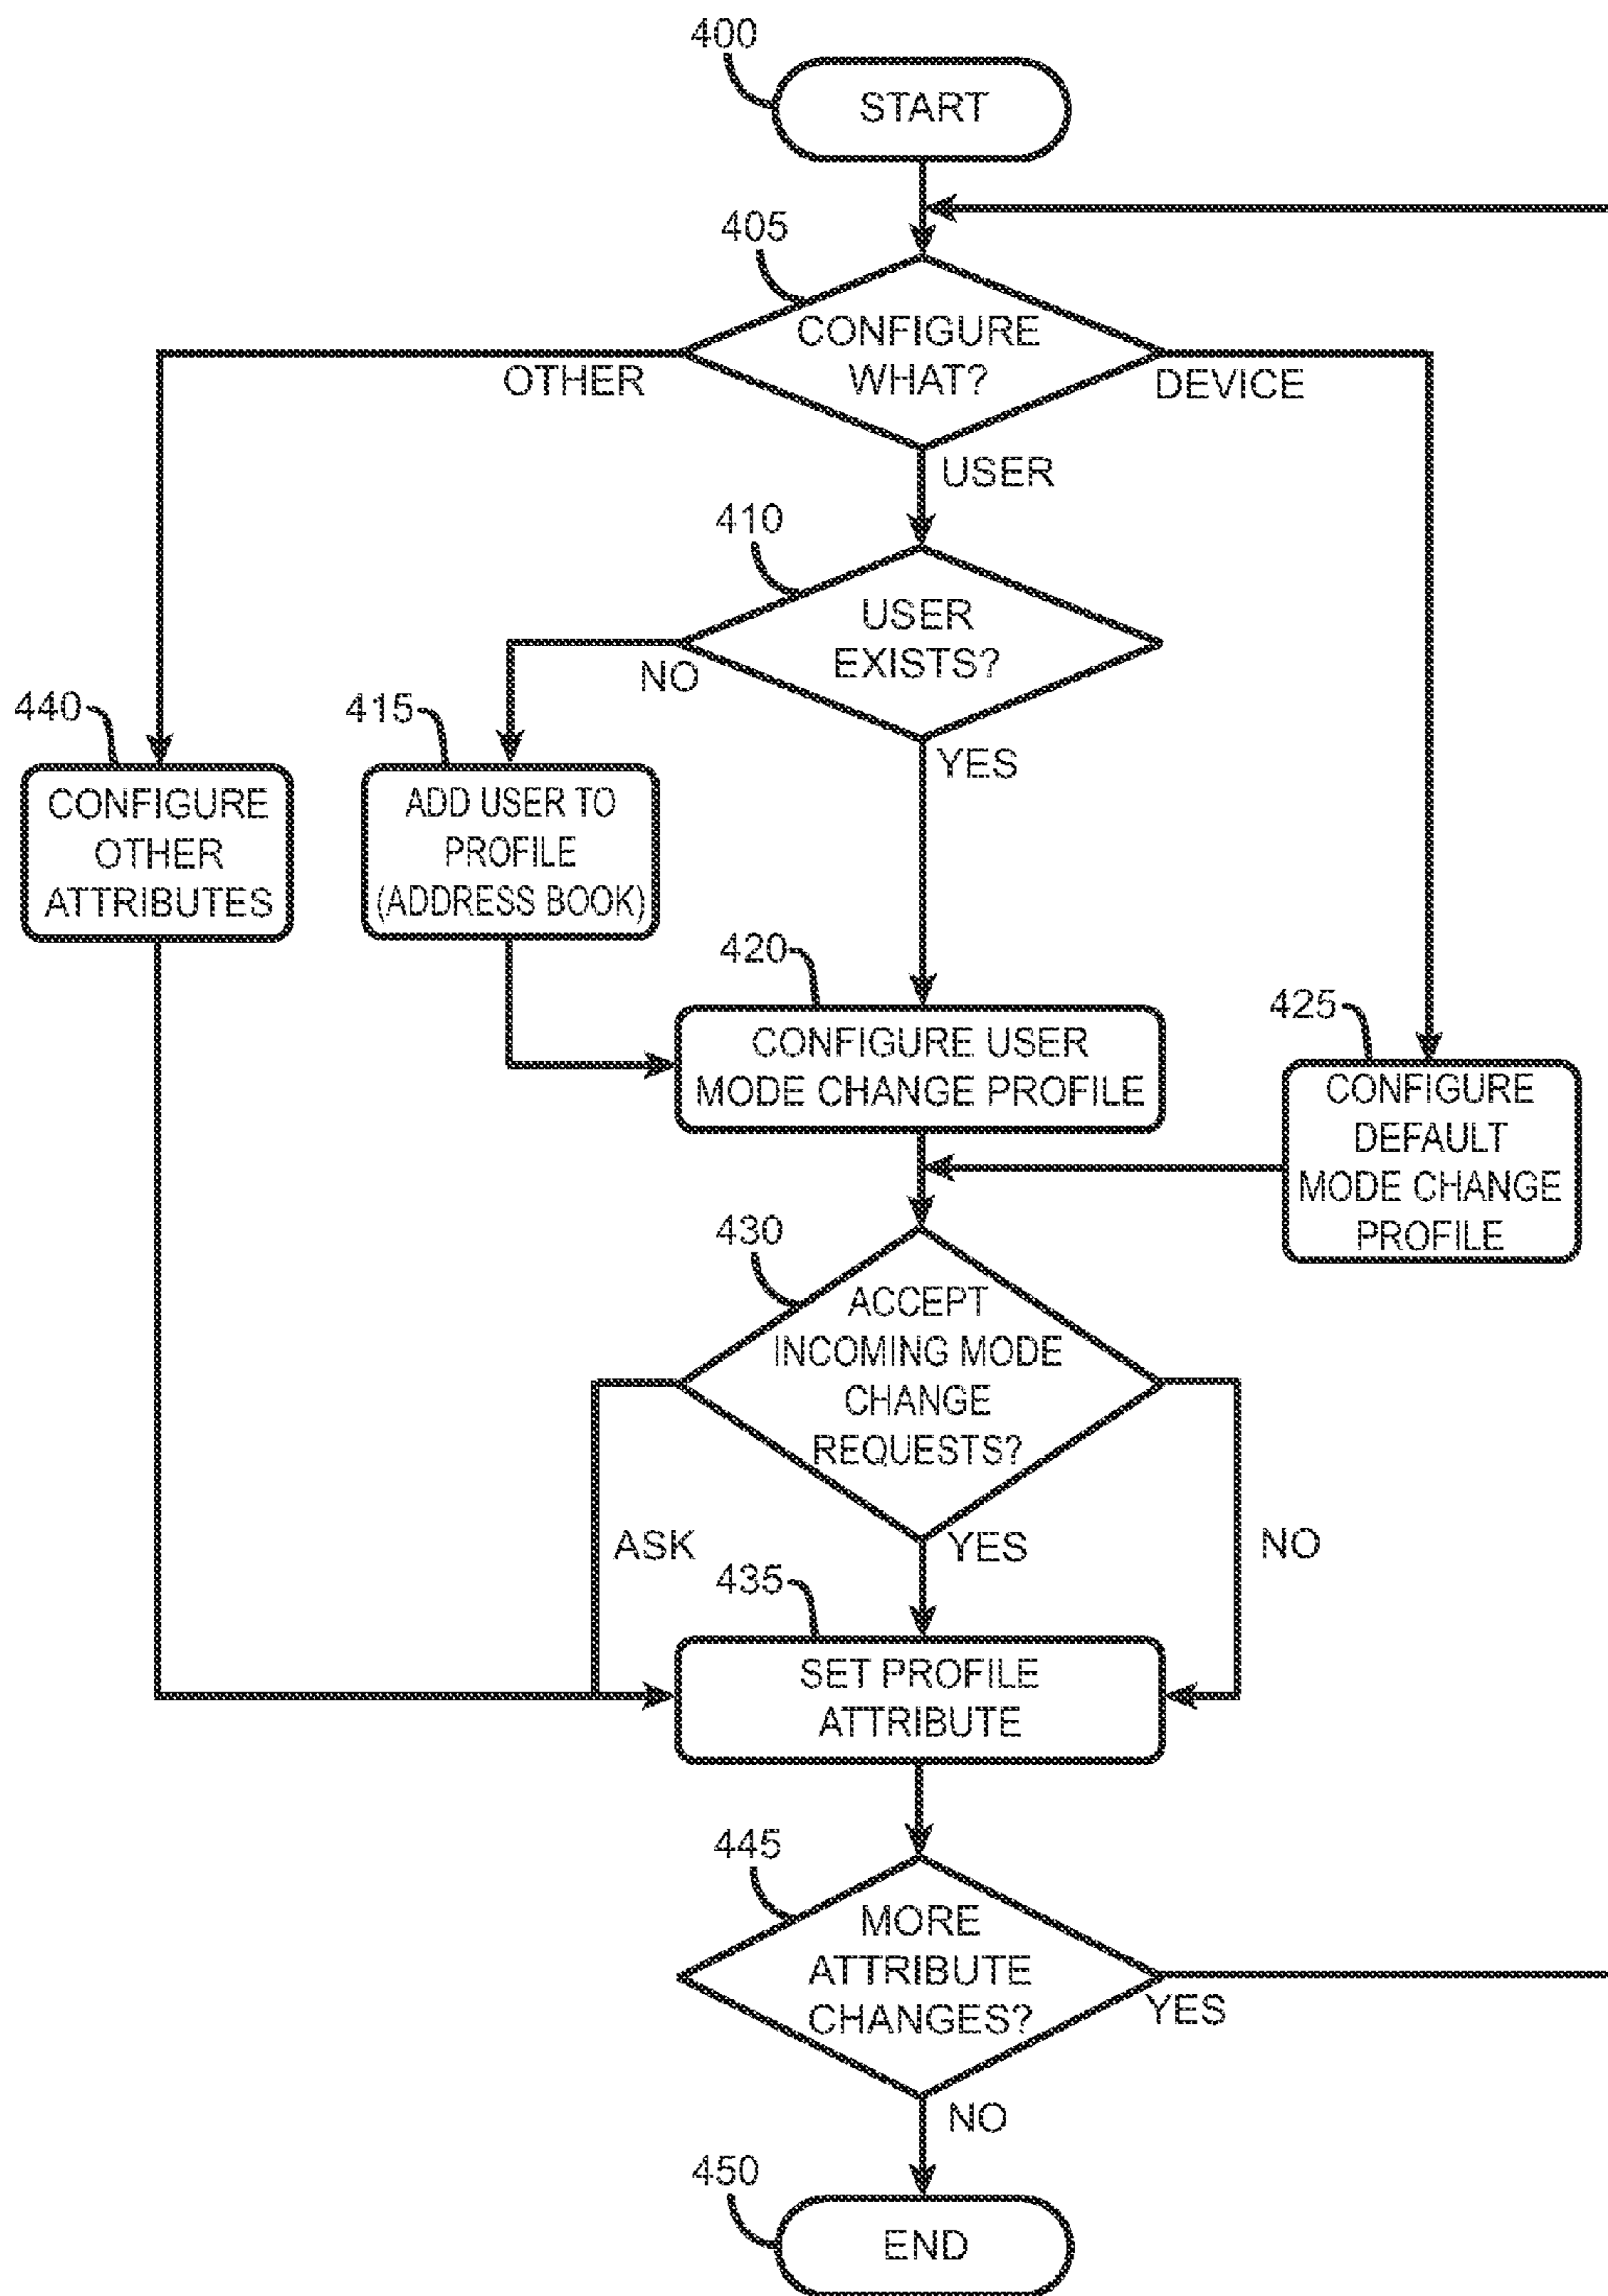 400
START
405
CONFIGURE
WHAT?
OTHER
DEVICE
USER
410
USER
EXISTS?
NO
YES
440
CONFIGURE
OTHER
ATTRIBUTES
415
ADD USER TO
PROFILE
(ADDRESS BOOK)
420
CONFIGURE USER
MODE CHANGE PROFILE
425
CONFIGURE
DEFAULT
MODE CHANGE
PROFILE
430
ACCEPT
INCOMING MODE
CHANGE
REQUESTS?
ASK
YES
NO
435
SET PROFILE
ATTRIBUTE
445
MORE
ATTRIBUTE
CHANGES?
YES
NO
450
END